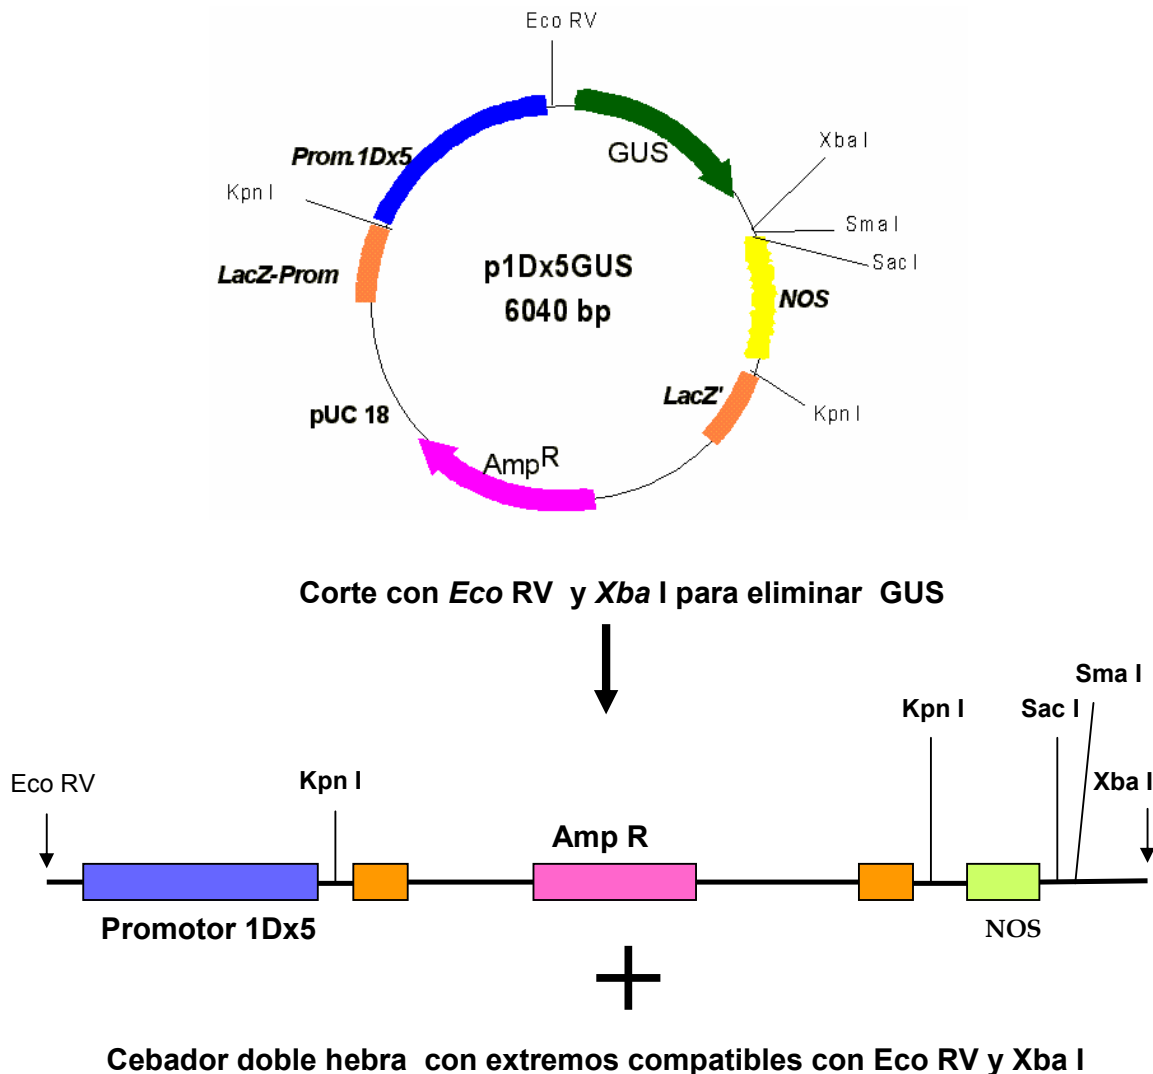 Eco RV
Prom.1Dx5
GUS
Xba I
Kpn I
Sma I
LacZ-Prom
p1Dx5GUS
Sac I
6040 bp
NOS
LacZ'
pUC 18
Kpn I
AmpR
Corte con Eco RV y Xba I para eliminar GUS
Sma I
Kpn I
Sac I
Eco RV
Kpn I
Xba I
Amp R
Promotor 1Dx5
NOS
+
Cebador doble hebra con extremos compatibles con Eco RV y Xba I